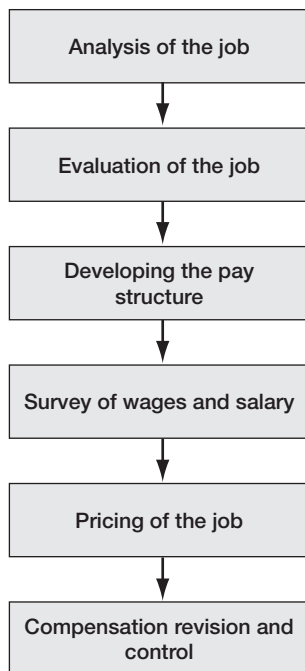 Analysis of the job
Evaluation of the job
Developing the pay
structure
Survey of wages and salary
Pricing of the job
Compensation revision and
control